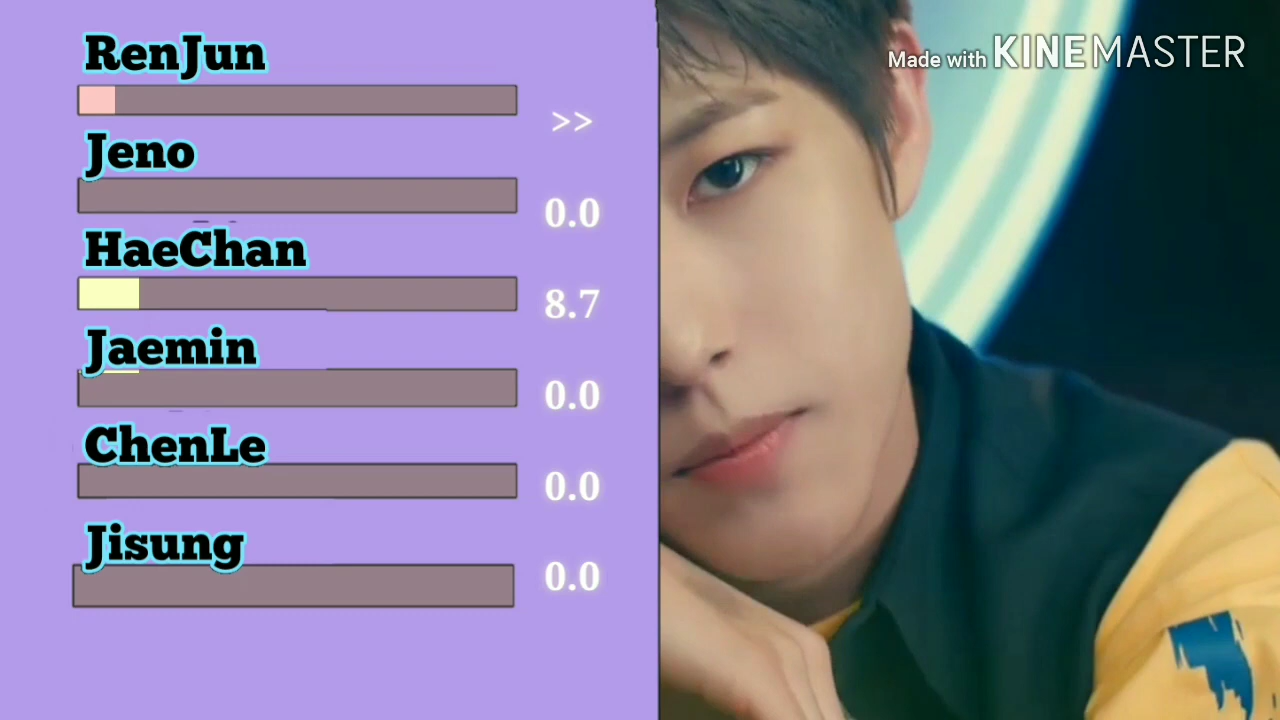 RenJun
>>
Jeno
0.0
HaeChan
8.7
Jaemin
0.0
ChenLe
0.0
Jisung
0.0
Made with KINEMASTER